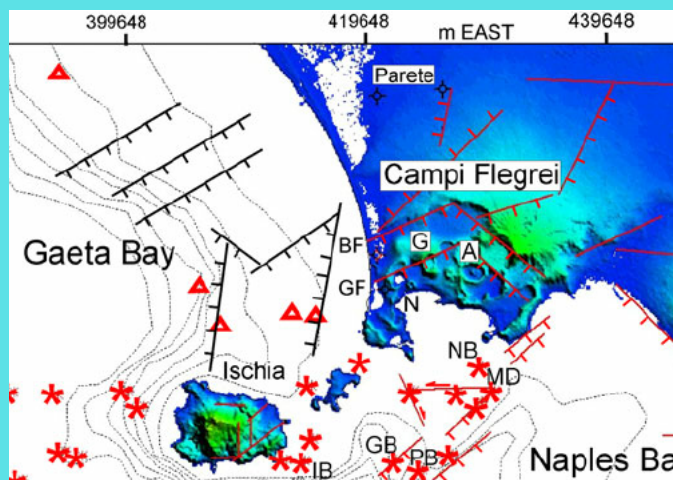 399648 419648 439648
m EAST
Parete
Campi Flegrei
Gaeta Bay
BF
G
A
GF
N
Ischia
NB
MD
GB
PB
IB
Naples Ba